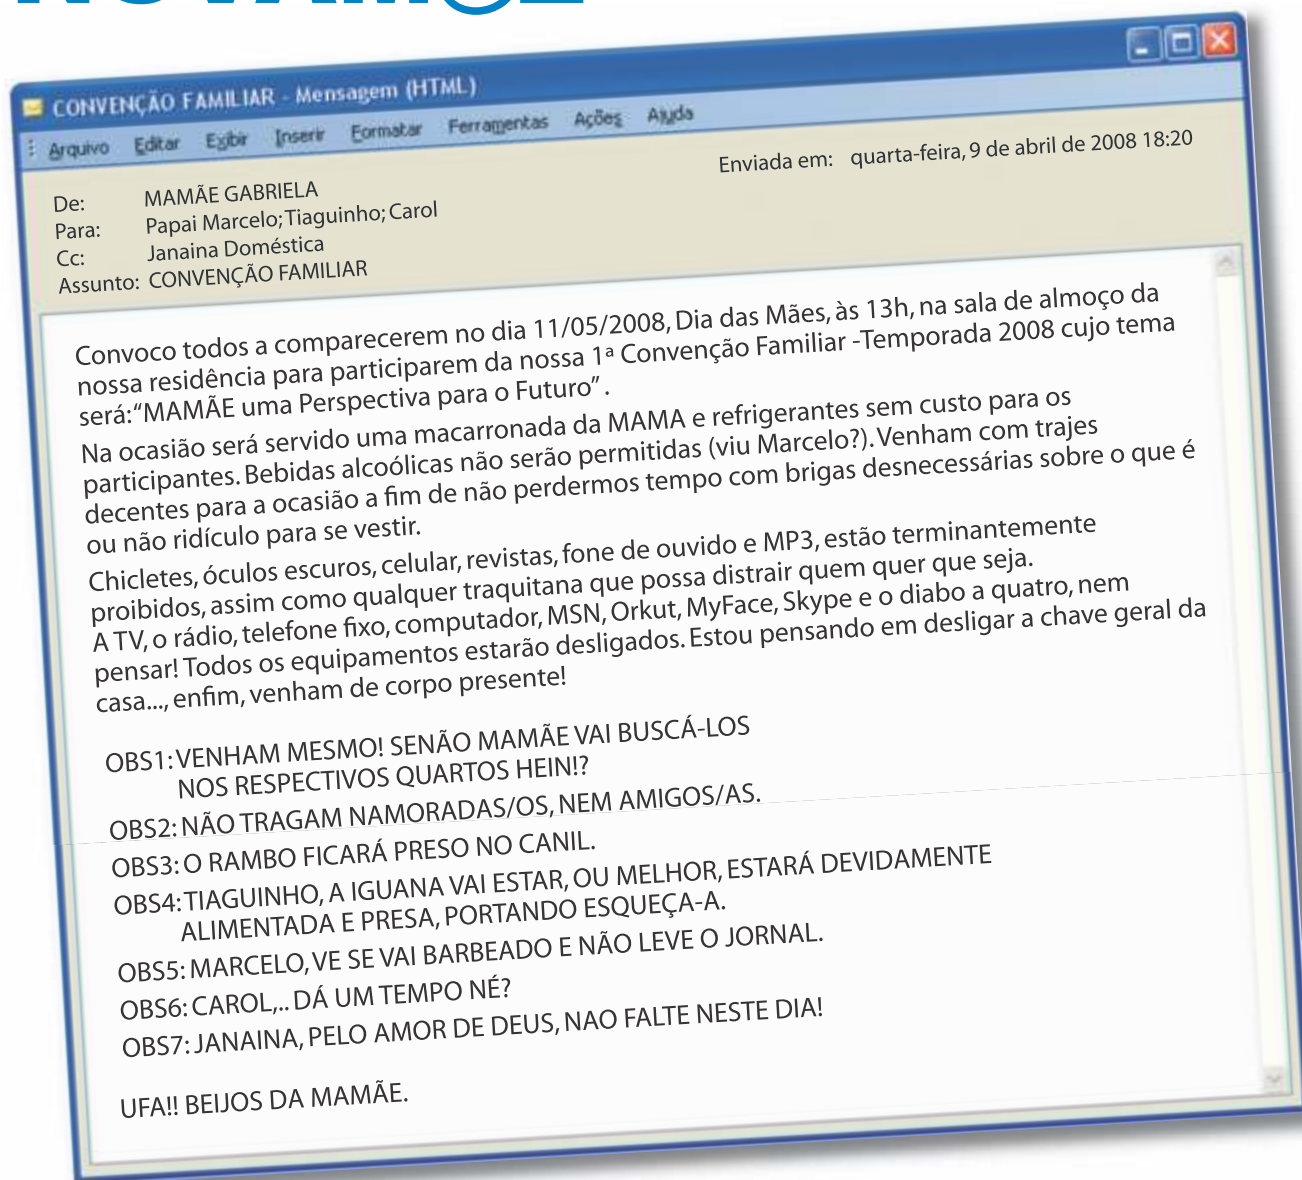 CONVENÇÃO FAMILIAR - Mensagem (HTML)
Arquivo Editar Exibir Inserir Formatar Ferramentas Ações Ajuda
Enviada em: quarta-feira, 9 de abril de 2008 18:20
De: MAMÃE GABRIELA
Para: Papai Marcelo; Tiaguinho; Carol
Cc: Janaina Doméstica
Assunto: CONVENÇÃO FAMILIAR
Convoco todos a comparecerem no dia 11/05/2008, Dia das Mães, às 13h, na sala de almoço da
nossa residência para participarem da nossa 1ª Convenção Familiar -Temporada 2008 cujo tema
será: “MAMÃE uma Perspectiva para o Futuro” .
Na ocasião será servido uma macarronada da MAMA e refrigerantes sem custo para os
participantes. Bebidas alcoólicas não serão permitidas (viu Marcelo?). Venham com trajes
decentes para a ocasião a fim de não perdermos tempo com brigas desnecessárias sobre o que é
ou não ridículo para se vestir.
Chicletes, óculos escuros, celular, revistas, fone de ouvido e MP3, estão terminantemente
proibidos, assim como qualquer traquitana que possa distrair quem quer que seja.
A TV, o rádio, telefone fixo, computador, MSN, Orkut, MyFace, Skype e o diabo a quatro, nem
pensar! Todos os equipamentos estarão desligados. Estou pensando em desligar a chave geral da
casa..., enfim, venham de corpo presente!
OBS1: VENHAM MESMO! SENÃO MAMÃE VAI BUSCÁ-LOS
NOS RESPECTIVOS QUARTOS HEIN!?
OBS2: NÃO TRAGAM NAMORADAS/OS, NEM AMIGOS/AS.
OBS3: O RAMBO FICARÁ PRESO NO CANIL.
OBS4: TIAGUINHO, A IGUANA VAI ESTAR, OU MELHOR, ESTARÁ DEVIDAMENTE
ALIMENTADA E PRESA, PORTANDO ESQUEÇA-A.
OBS5: MARCELO, VE SE VAI BARBEADO E NÃO LEVE O JORNAL.
OBS6: CAROL,.. DÁ UM TEMPO NÉ?
OBS7: JANAINA, PELO AMOR DE DEUS, NAO FALTE NESTE DIA!
UFA!! BEIJOS DA MAMÃE.